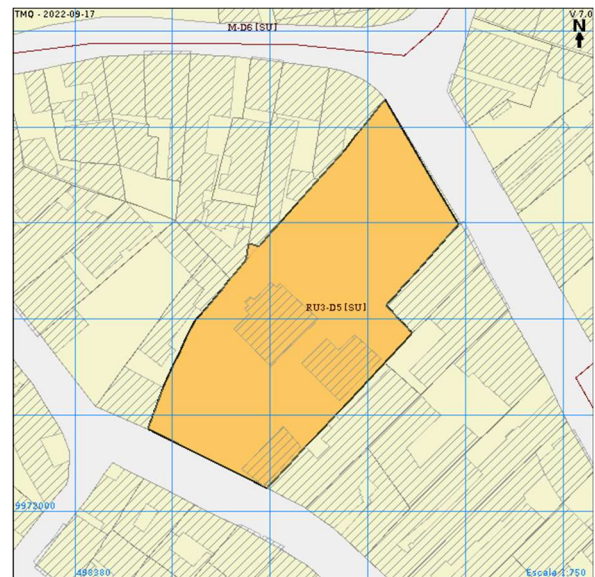 TMQ - 2022-09-17
V 7.0
N
M-D6 [SU]
RU3-D5 [SU]
9972000
498380
Escala 1:750